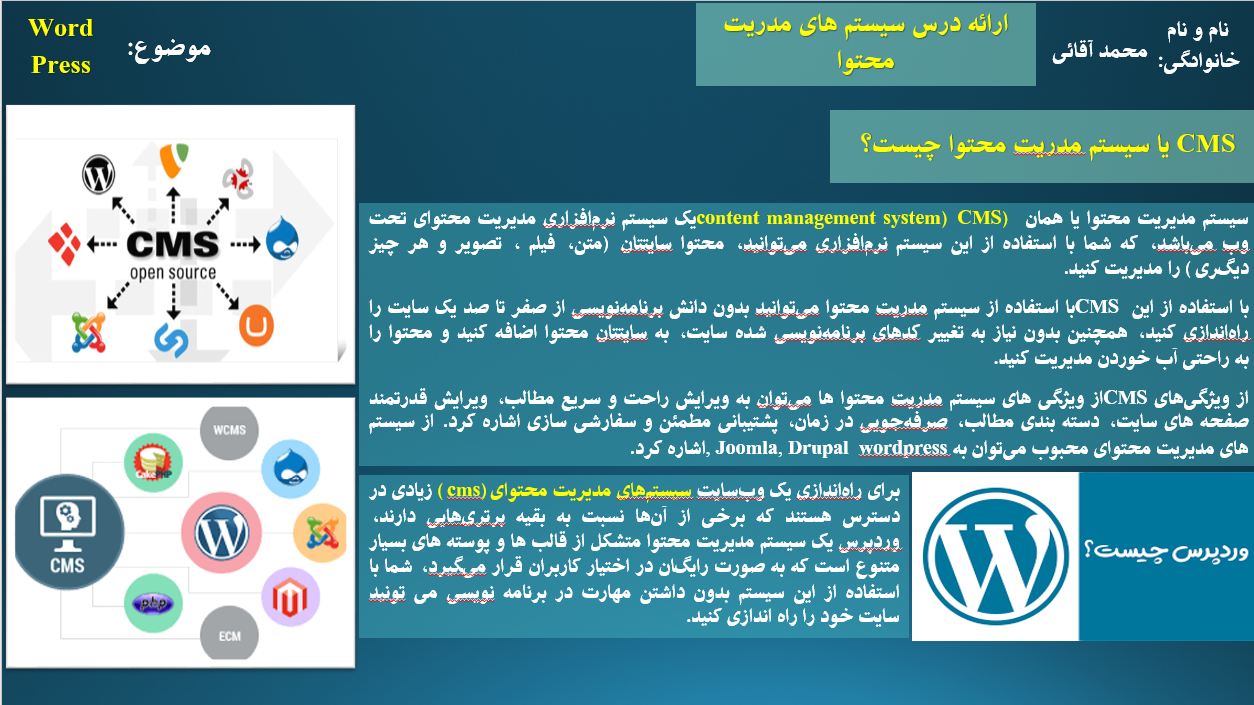 نام و نام
خانوادگی:
محمد آقائی
ارائه درس سیستم های مدریت
محتوا
موضوع:
Word
Press
CMS یا سیستم مدریت محتوا چیست؟
سیستم مدیریت محتوا یا همان content management system) CMS)یک سیستم نرم‌افزاری مدیریت محتوای تحت
وب می‌باشد، که شما با استفاده از این سیستم نرم‌افزاری می‌توانید، محتوا سایتتان (متن، فیلم ، تصویر و هر چیز
دیگری ) را مدیریت کنید.
با استفاده از این CMSبا استفاده از سیستم مدریت محتوا می‌توانید بدون دانش برنامه‌نویسی از صفر تا صد یک سایت را
راه‌اندازی کنید، همچنین بدون نیاز به تغییر کدهای برنامه‌نویسی شده سایت، به سایتتان محتوا اضافه کنید و محتوا را
به راحتی آب خوردن مدیریت کنید.
از ویژگی‌های CMSاز ویژگی های سیستم مدریت محتوا ها می‌توان به ویرایش راحت و سریع مطالب، ویرایش قدرتمند
صفحه های سایت، دسته بندی مطالب، صرفه‌جویی در زمان، پشتیبانی مطمئن و سفارشی سازی اشاره کرد. از سیستم
های مدیریت محتوای محبوب می‌توان به Joomla, Drupal wordpress ,اشاره کرد.
برای راه‌اندازی یک وب‌سایت سیستم‌های مدیریت محتوای (cms ) زیادی در
دسترس هستند که برخی از آن‌ها نسبت به بقیه برتری‌هایی دارند،
وردپرس یک سیستم مدیریت محتوا متشکل از قالب ها و پوسته های بسیار
متنوع است که به صورت رایگان در اختیار کاربران قرار می‌گیرد، شما با
استفاده از این سیستم بدون داشتن مهارت در برنامه نویسی می تونید
سایت خود را راه اندازی کنید.
وردپرس چیست؟
CMS
open source
WCMS
CakePHP
CMS
php
ECM